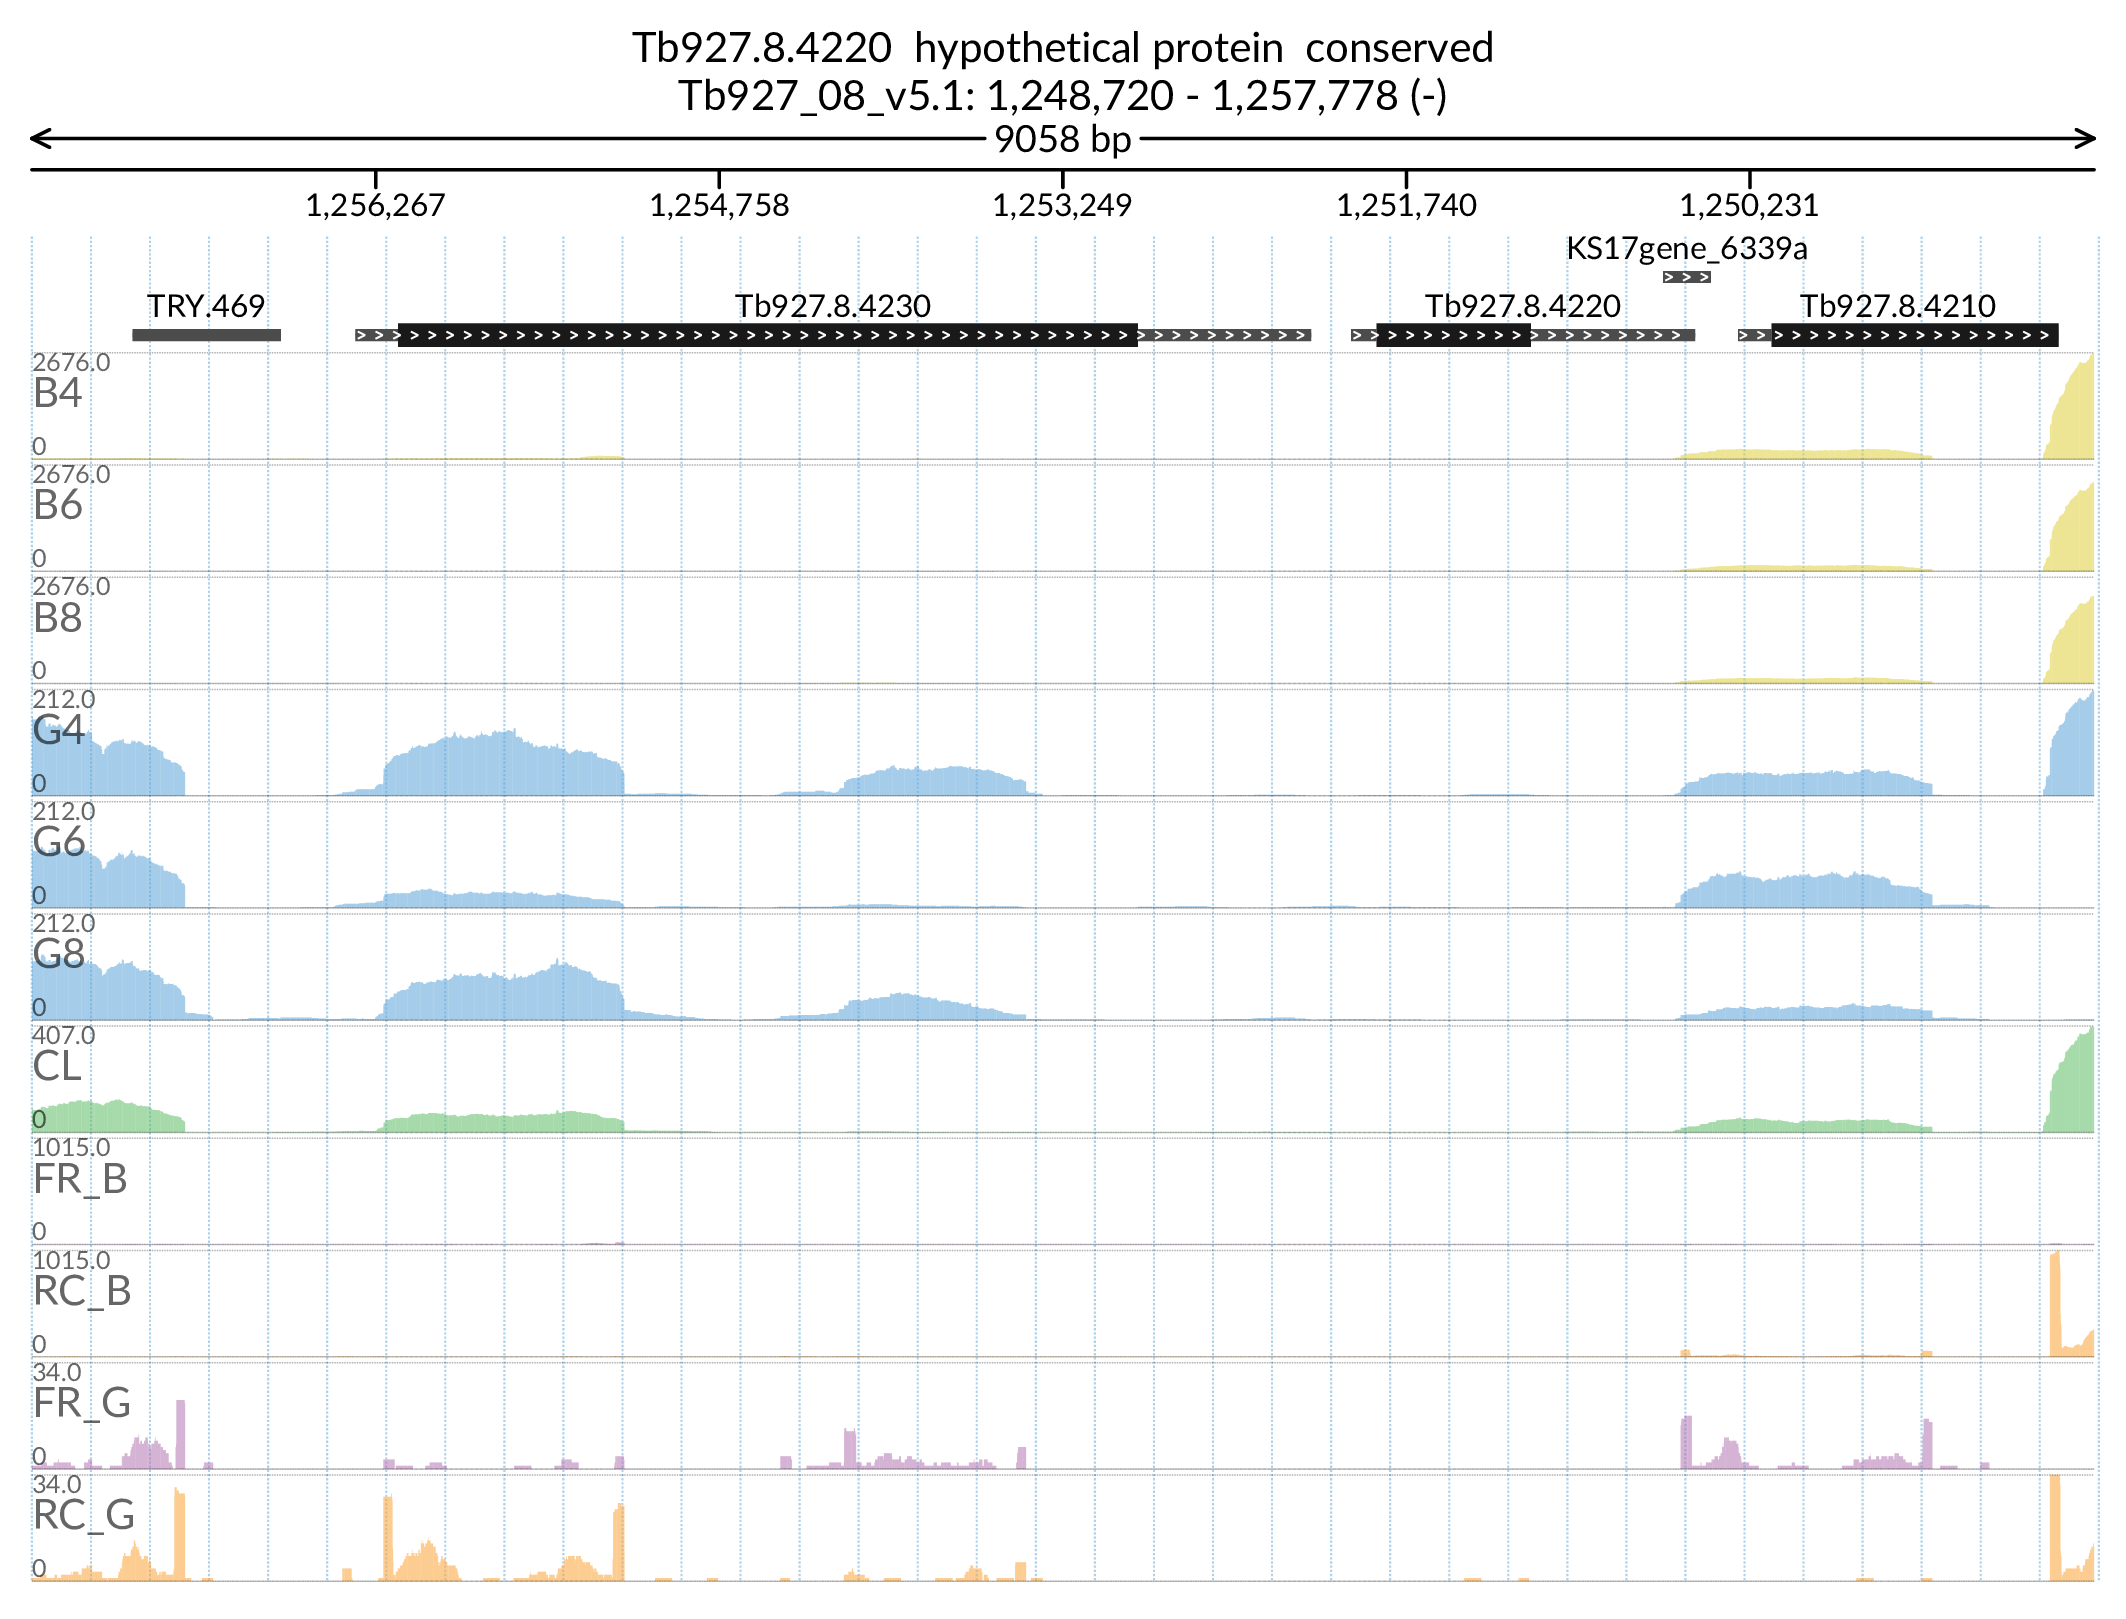 Tb927.8.4220  hypothetical protein  conserved
Tb927_08_v5.1: 1,248,720 - 1,257,778 (-)
9058 bp
1,256,267 1,254,758 1,253,249 1,251,740 1,250,231
KS17gene_6339a
TRY.469 Tb927.8.4230 Tb927.8.4220 Tb927.8.4210
2676.0
B4
0
2676.0
B6
0
2676.0
B8
0
212.0
G4
0
212.0
G6
0
212.0
G8
0
407.0
CL
0
1015.0
FR_B
0
1015.0
RC_B
0
34.0
FR_G
0
34.0
RC_G
0